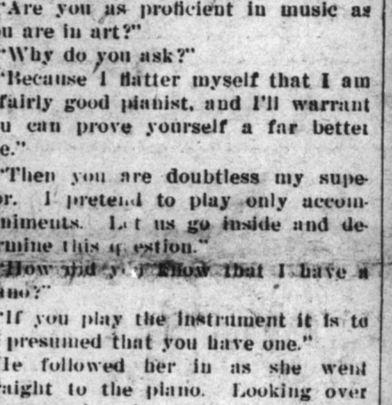 "Are you as proficient in music as
u are in art?"
"Why do you ask?"
"Because I flatter myself that I am
fairly good pianist, and I'll warrant
u can prove yourself a far better
e."
"Then you are doubtless my supe-
or. I pretend to play only accom-
niments. Let us go inside and de-
rmine this question."
"How did you know that I have a
ano?"
"If you play the instrument it is to
presumed that you have one."
He followed her in as she went
aight to the piano. Looking over